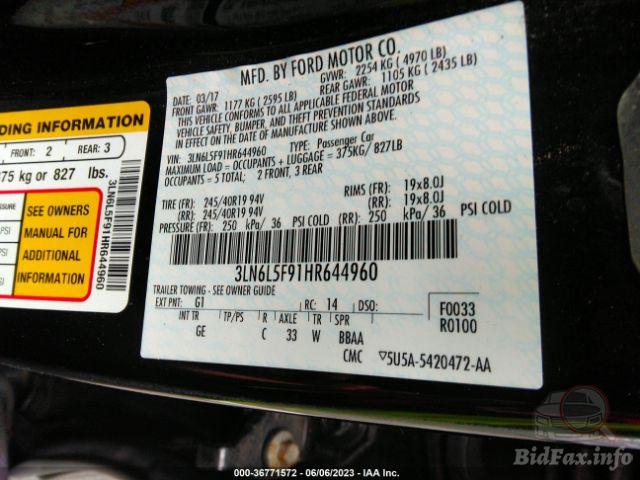 MFD. BY FORD MOTOR CO.
DATE: 03/17 GVWR: 2254 KG ( 4970 LB)
FRONT GAWR: 1177 KG ( 2595 LB) REAR GAWR: 1105 KG ( 2435 LB)
THIS VEHICLE CONFORMS TO ALL APPLICABLE FEDERAL MOTOR
VEHICLE SAFETY, BUMPER, AND THEFT PREVENTION STANDARDS
IN EFFECT ON THE DATE OF MANUFACTURE SHOWN ABOVE.
VIN: 3LN6L5F91HR644960 TYPE: Passenger Car
MAXIMUM LOAD = OCCUPANTS + LUGGAGE = 375KG/ 827LB
OCCUPANTS = 5 TOTAL; 2 FRONT, 3 REAR
TIRE (FR): 245/40R19 94V RIMS (FR): 19x8.0J
(RR): 245/40R19 94V (RR): 19x8.0J
PRESSURE (FR): 250 kPa/ 36 PSI COLD (RR): 250 kPa/ 36 PSI COLD
3LN6L5F91HR644960
TRAILER TOWING - SEE OWNER GUIDE
EXT PNT: G1 RC: 14 DSO:
F0033
R0100
INT TR TP/PS R AXLE TR SPR
GE C 33 W BBAA
CMC ▽5U5A-5420472-AA
DING INFORMATION
FRONT: 2 REAR: 3
375 kg or 827 lbs.
SEE OWNERS
MANUAL FOR
ADDITIONAL
INFORMATION
PSI
PSI
3LN6L5F91HR644960
000-36771572 - 06/06/2023 - IAA Inc.
BidFax.info